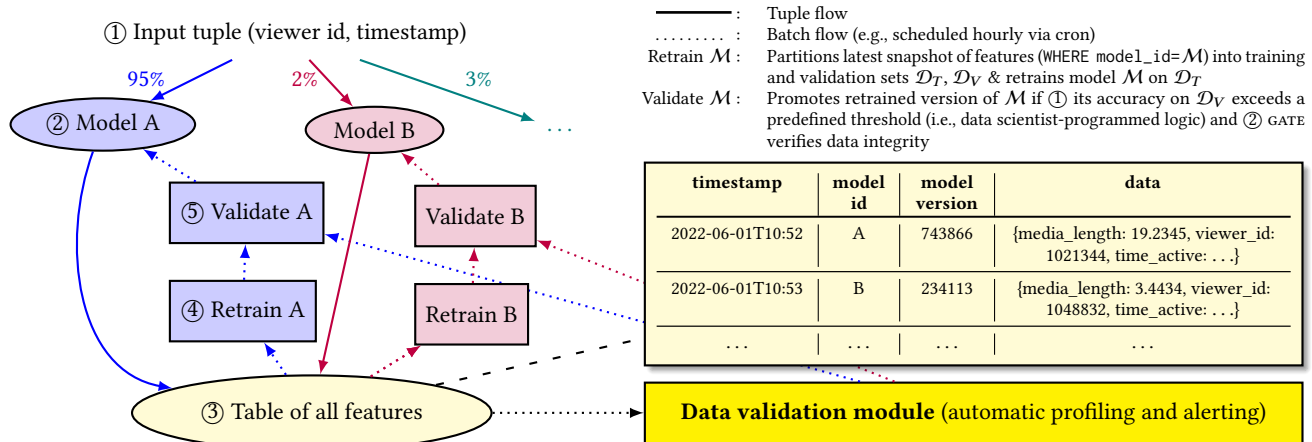 ① Input tuple (viewer id, timestamp)
95%
2%
3%
② Model A
Model B
. . .
⑤ Validate A
Validate B
④ Retrain A
Retrain B
③ Table of all features
: Tuple flow
. . . . . . . . . : Batch flow (e.g., scheduled hourly via cron)
Retrain ℳ : Partitions latest snapshot of features (WHERE model_id=ℳ) into training
and validation sets 𝒟_T, 𝒟_V & retrains model ℳ on 𝒟_T
Validate ℳ : Promotes retrained version of ℳ if ① its accuracy on 𝒟_V exceeds a
predefined threshold (i.e., data scientist-programmed logic) and ② GATE
verifies data integrity
timestamp model id model version data
2022-06-01T10:52 A 743866 {media_length: 19.2345, viewer_id:
1021344, time_active: . . .}
2022-06-01T10:53 B 234113 {media_length: 3.4434, viewer_id:
1048832, time_active: . . .}
. . . . . . . . . . . .
Data validation module (automatic profiling and alerting)